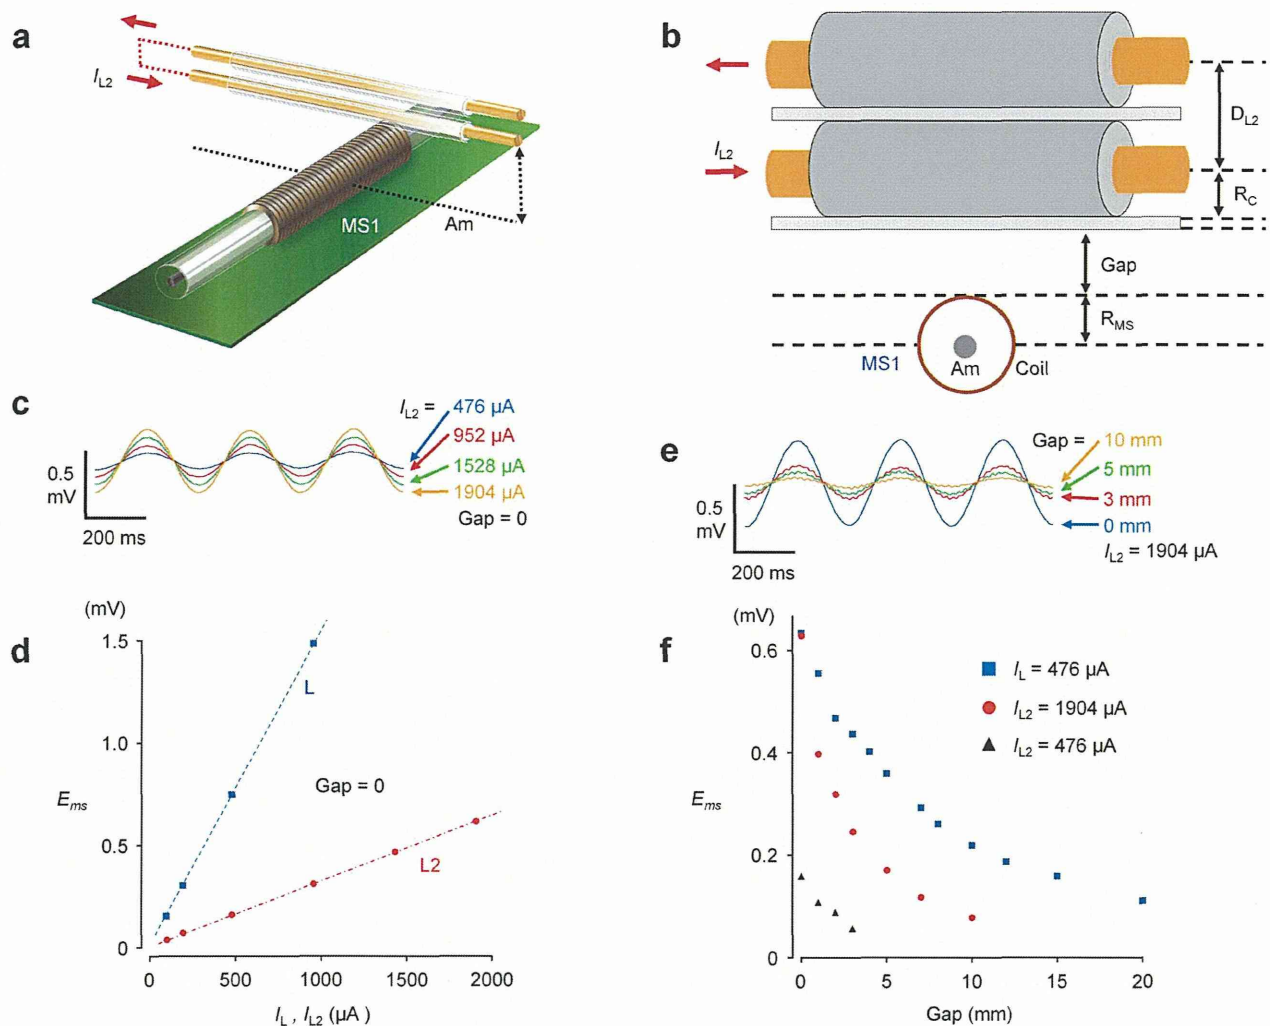 a
I_L2
MS1
Am
b
I_L2
D_L2
R_C
Gap
R_MS
MS1
Am
Coil
c
I_L2 = 476 µA
952 µA
1528 µA
1904 µA
Gap = 0
0.5
mV
200 ms
e
Gap = 10 mm
5 mm
3 mm
0 mm
I_L2 = 1904 µA
0.5
mV
200 ms
d
(mV)
1.5
1.0
0.5
0
E_ms
L
Gap = 0
L2
0 500 1000 1500 2000
I_L , I_L2 (µA )
f
(mV)
0.6
0.4
0.2
0
E_ms
I_L = 476 µA
I_L2 = 1904 µA
I_L2 = 476 µA
0 5 10 15 20
Gap (mm)